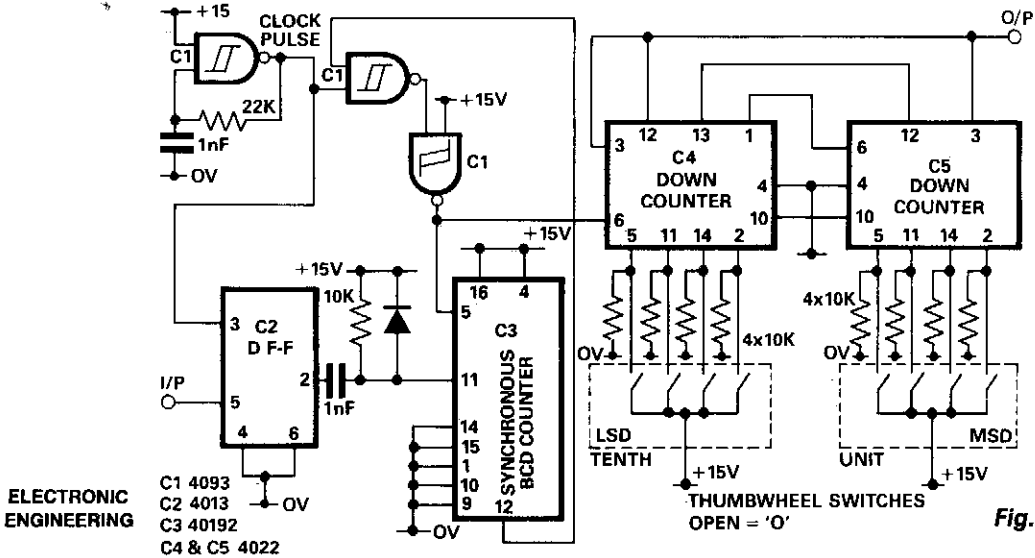 +15
CLOCK
PULSE
C1
22K
1nF
0V
C1
+15V
C1
O/P
12
13
1
3
C4
DOWN
COUNTER
6
4
10
5
11
14
2
12
3
6
C5
4
DOWN
COUNTER
10
5
11
14
2
4x10K
0V
4x10K
0V
LSD
TENTH
+15V
MSD
UNIT
+15V
THUMBWHEEL SWITCHES
OPEN = 'O'
+15V
16
4
5
C3
SYNCHRONOUS
BCD COUNTER
11
14
15
1
10
9
12
0V
+15V
10K
1nF
3
C2
D F-F
2
I/P
5
4
6
0V
ELECTRONIC
ENGINEERING
C1 4093
C2 4013
C3 40192
C4 & C5 4022
Fig.